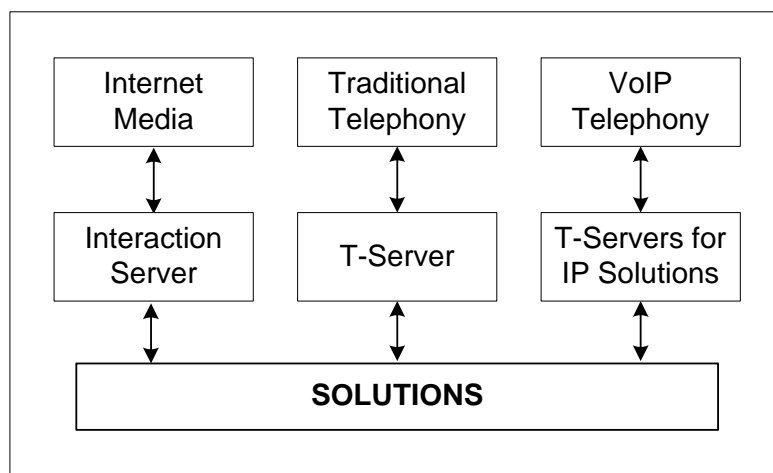 Internet
Media
Traditional
Telephony
VoIP
Telephony
Interaction
Server
T-Server
T-Servers for
IP Solutions
SOLUTIONS